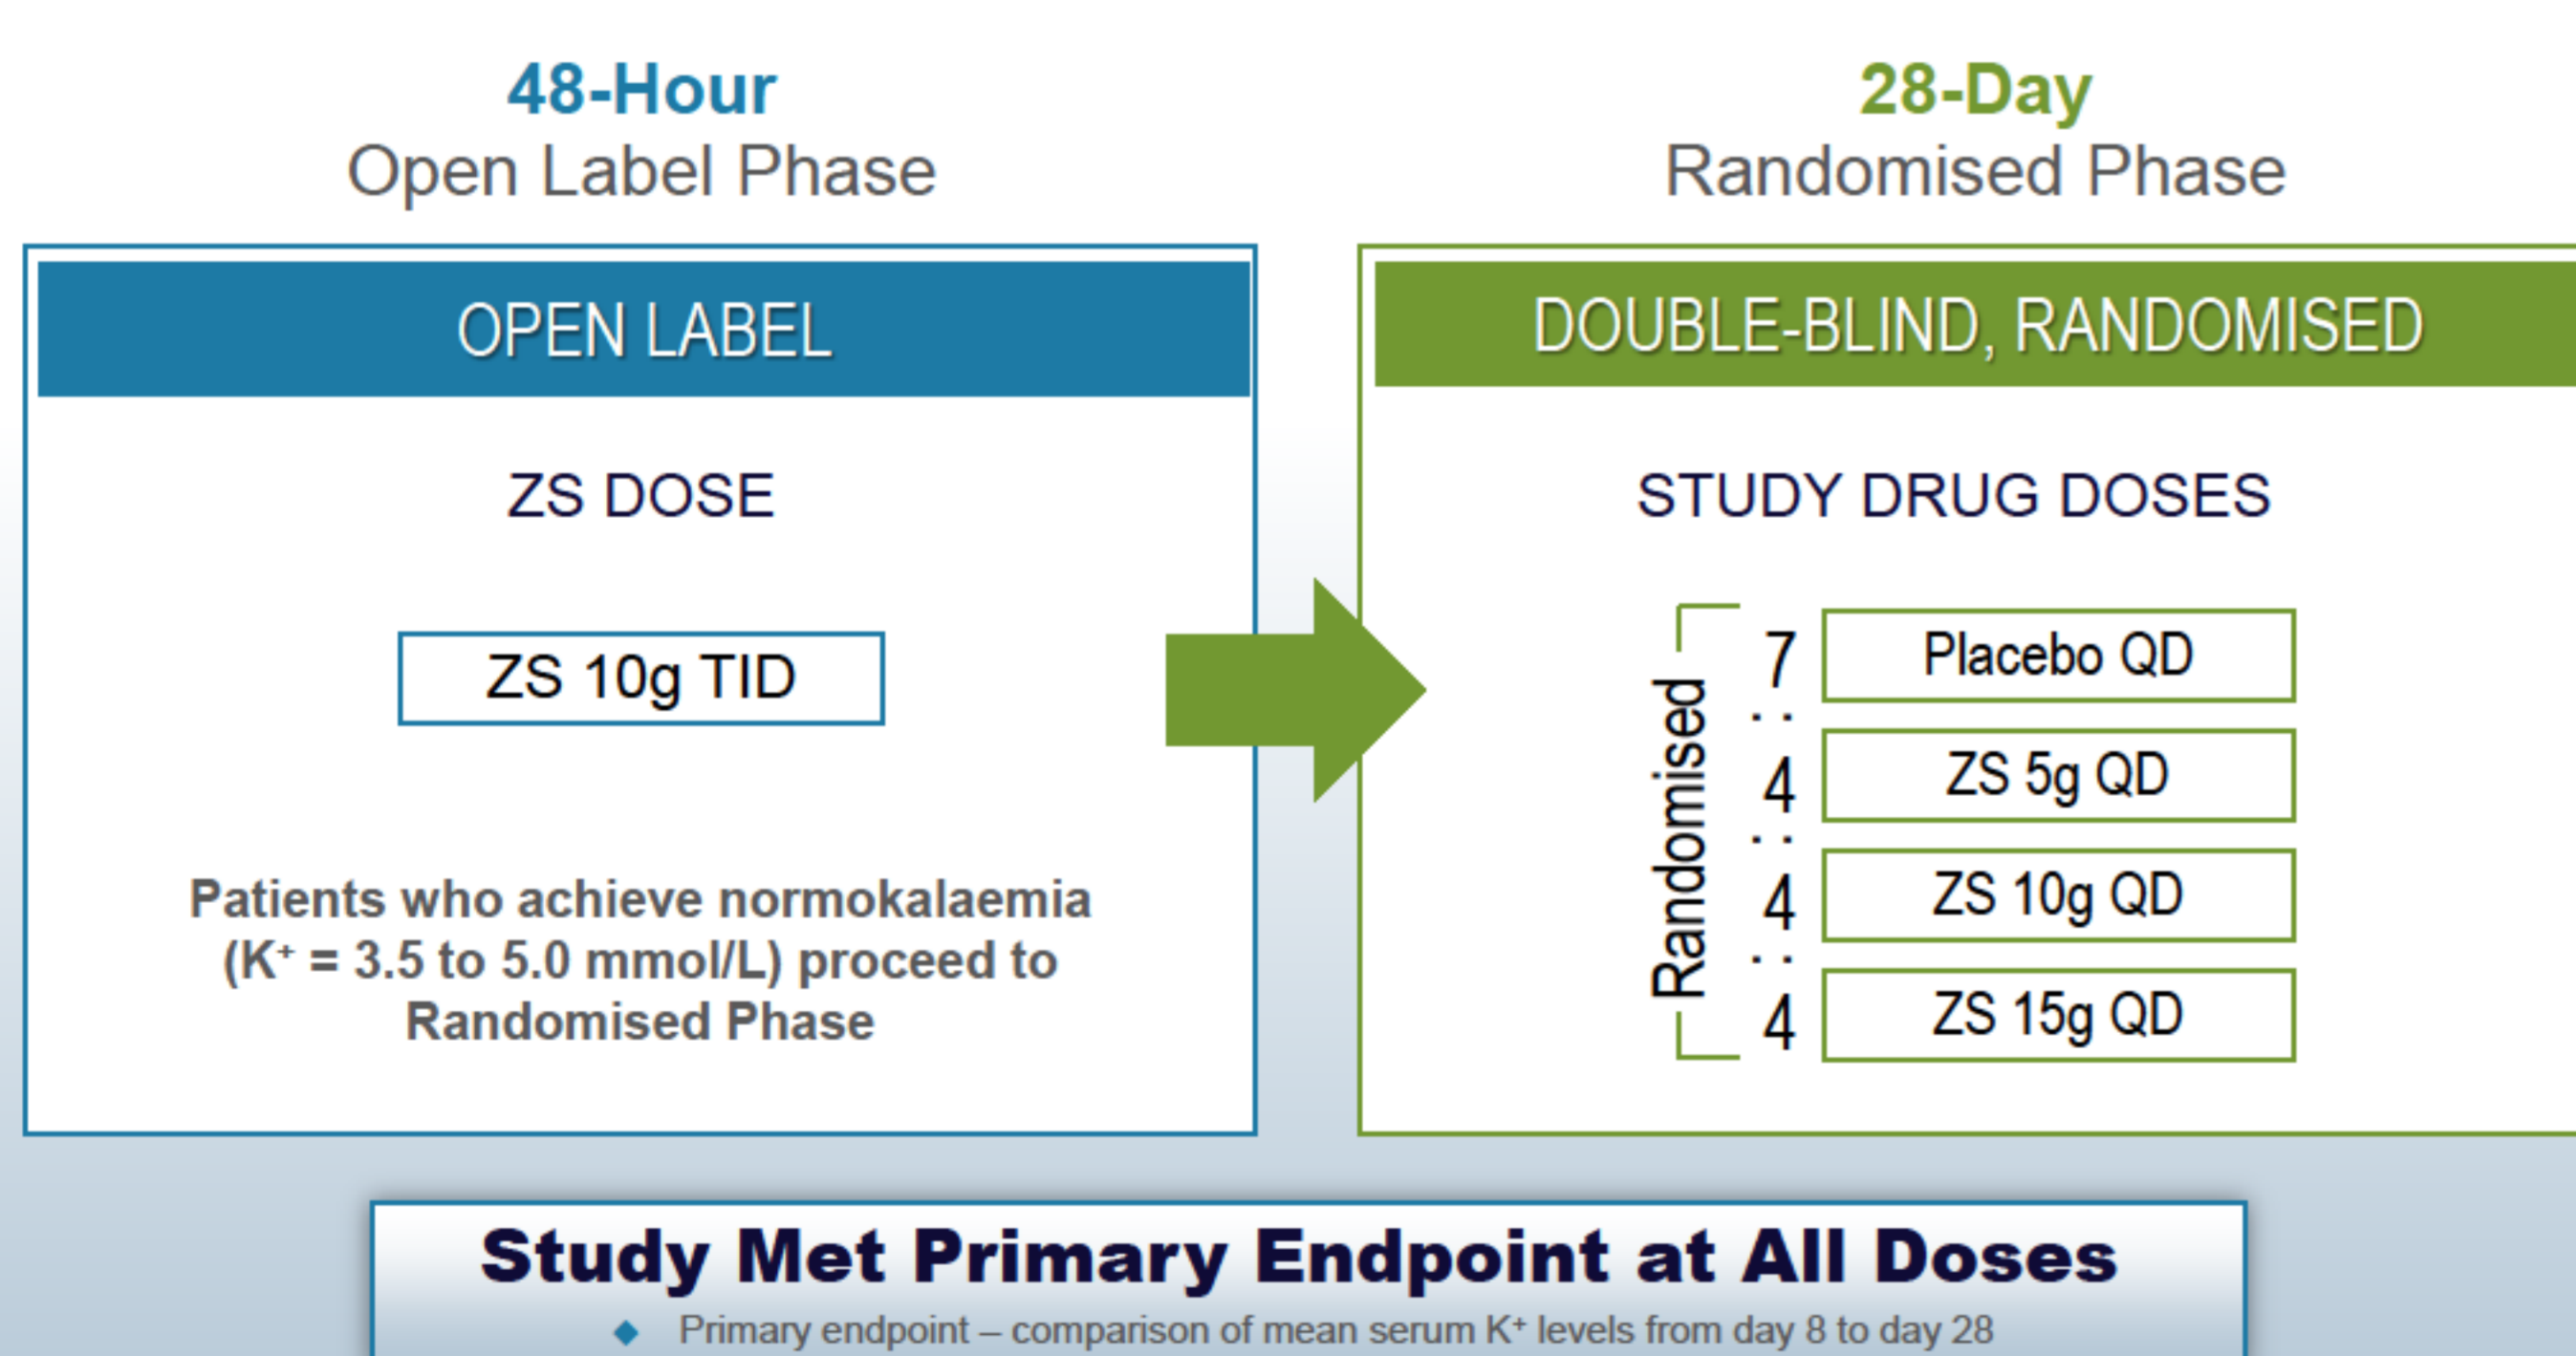 48-Hour
Open Label Phase
OPEN LABEL
ZS DOSE
ZS 10g TID
Patients who achieve normokalaemia
(K⁺ = 3.5 to 5.0 mmol/L) proceed to
Randomised Phase
28-Day
Randomised Phase
DOUBLE-BLIND, RANDOMISED
STUDY DRUG DOSES
Randomised
7 Placebo QD
: 
4 ZS 5g QD
:
4 ZS 10g QD
:
4 ZS 15g QD
Study Met Primary Endpoint at All Doses
◆ Primary endpoint – comparison of mean serum K⁺ levels from day 8 to day 28